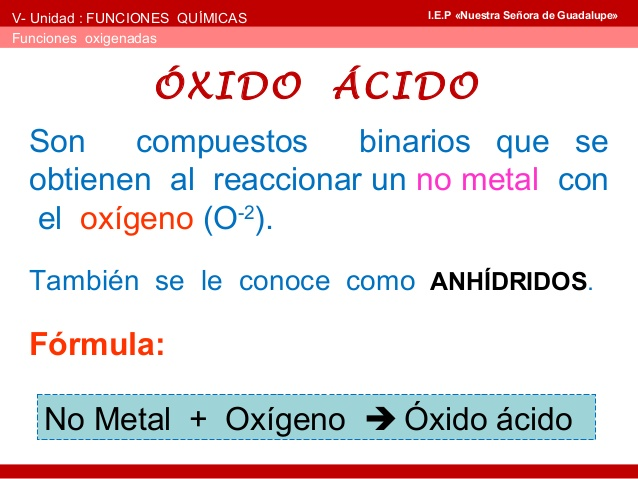 V- Unidad : FUNCIONES QUÍMICAS
I.E.P «Nuestra Señora de Guadalupe»
Funciones oxigenadas
ÓXIDO ÁCIDO
Son compuestos binarios que se
obtienen al reaccionar un no metal con
el oxígeno (O⁻²).
También se le conoce como ANHÍDRIDOS.
Fórmula:
No Metal + Oxígeno ➔ Óxido ácido